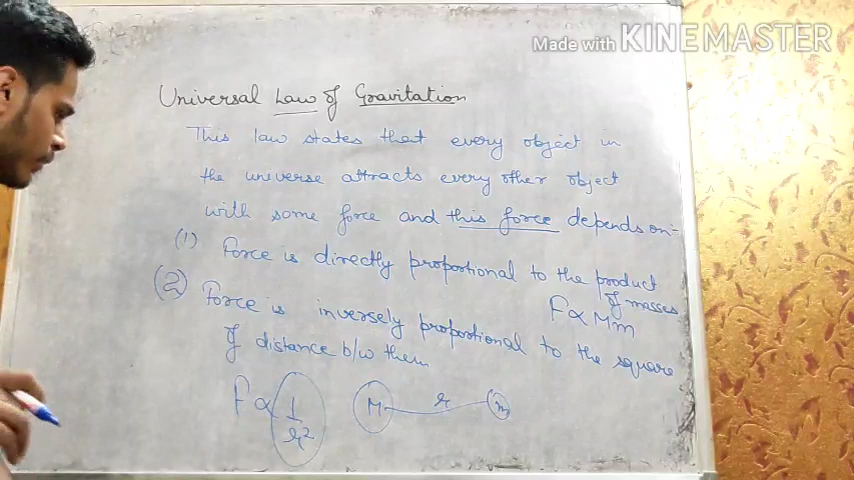 Made with KINEMASTER
Universal Law of Gravitation
This law states that every object in
the universe attracts every other object
with some force and this force depends on:-
(1) Force is directly proportional to the product
of masses
F∝Mm
(2) Force is inversely proportional to the square
of distance b/w them
F∝ 1/r²
M r m